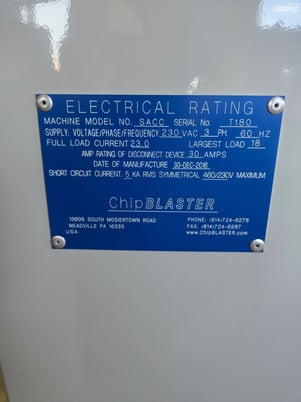 ELECTRICAL RATING
MACHINE MODEL NO. SACC SERIAL No. T180
SUPPLY: VOLTAGE/PHASE/FREQUENCY 230 VAC 3 PH. 60 HZ
FULL LOAD CURRENT 23.0 LARGEST LOAD 18
AMP RATING OF DISCONNECT DEVICE 30 AMPS
DATE OF MANUFACTURE 30-DEC-2016
SHORT CIRCUIT CURRENT: 5 KA RMS SYMMETRICAL 460/230V MAXIMUM
ChipBLASTER
13605 SOUTH MOSIERTOWN ROAD PHONE: (814)724-6278
MEADVILLE PA 16335 FAX: (814)724-6287
USA www.ChipBLASTER.com